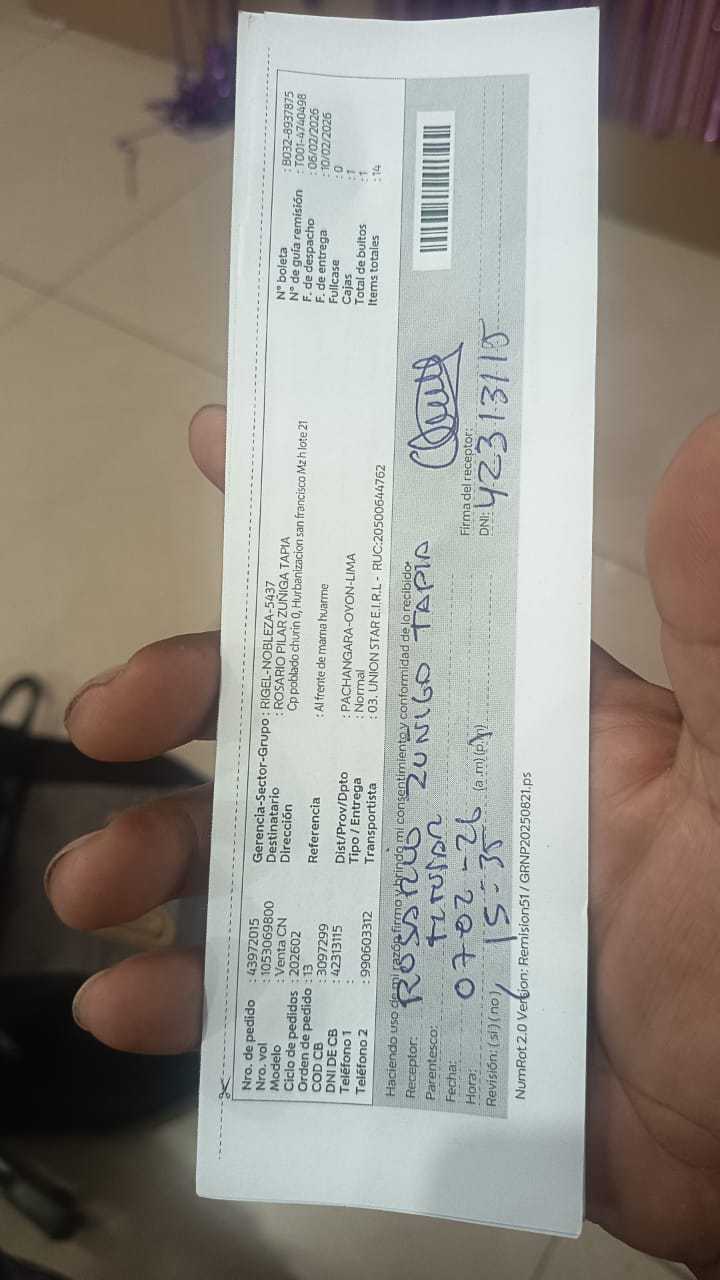 Nro. de pedido : 43972015
Nro. vol : 1053069800
Modelo : Venta CN
Ciclo de pedidos : 202602
Orden de pedido : 13
COD CB : 3097299
DNI DE CB : 42313115
Teléfono 1 :
Teléfono 2 : 990603312
Gerencia-Sector-Grupo : RIGEL-NOBLEZA-5437
Destinatario : ROSARIO PILAR ZUÑIGA TAPIA
Dirección : Cp poblado churin 0, Hurbanizacion san francisco Mz h lote 21
Referencia : Al frente de mama huarme
Dist/Prov/Dpto : PACHANGARA-OYON-LIMA
Tipo / Entrega : Normal
Transportista : 03. UNION STAR E.I.R.L - RUC:20500644762
N° boleta : B032-8937875
N° de guía remisión : T001-4740498
F. de despacho : 06/02/2026
F. de entrega : 10/02/2026
Fullcase : 0
Cajas : 1
Total de bultos : 1
Items totales : 14
Haciendo uso de mi razón firmo y brindo mi consentimiento y conformidad de lo recibido.
Receptor: ROSARIO ZUÑIGA TAPIA
Parentesco: TITULAR
Fecha: 07-02-26
Hora: 15-35 (a.m) (p.m)
Revisión: ( si ) ( no )
Firma del receptor:
DNI: 42313115
NumRot 2.0 Version: Remision51 / GRNP20250821.ps